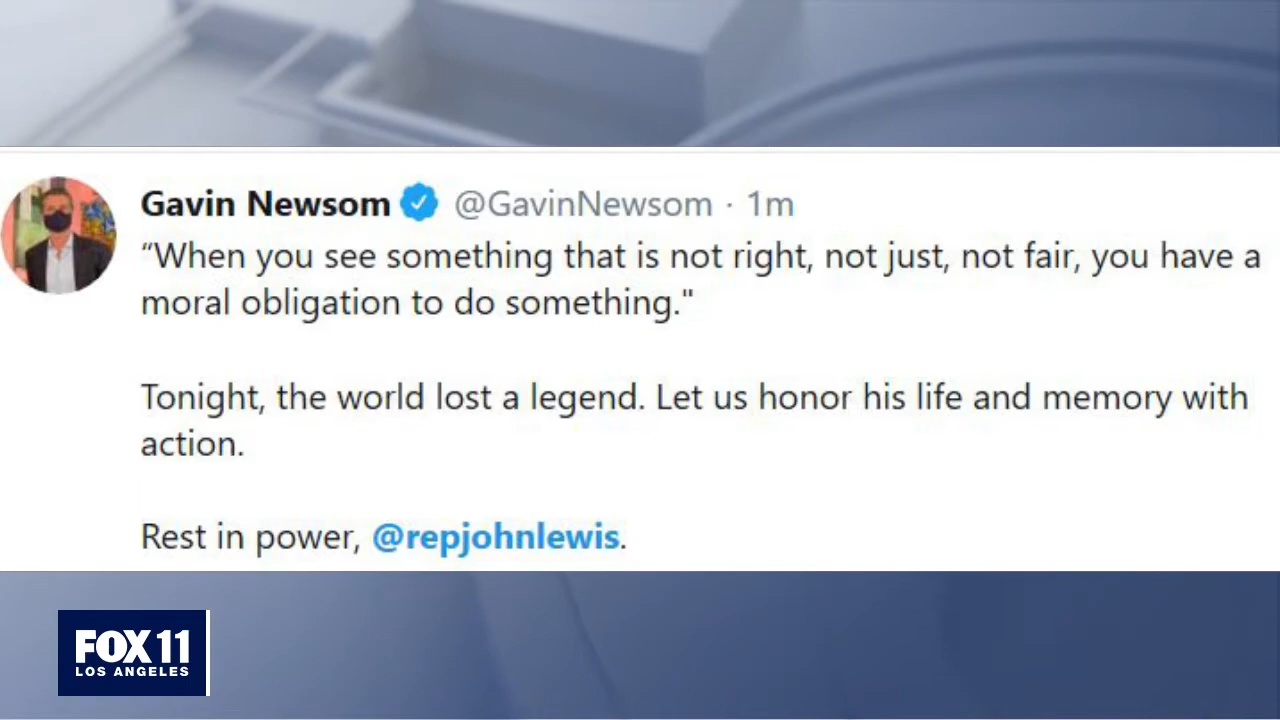 Gavin Newsom @GavinNewsom · 1m
“When you see something that is not right, not just, not fair, you have a
moral obligation to do something."
Tonight, the world lost a legend. Let us honor his life and memory with
action.
Rest in power, @repjohnlewis.
FOX 11
LOS ANGELES